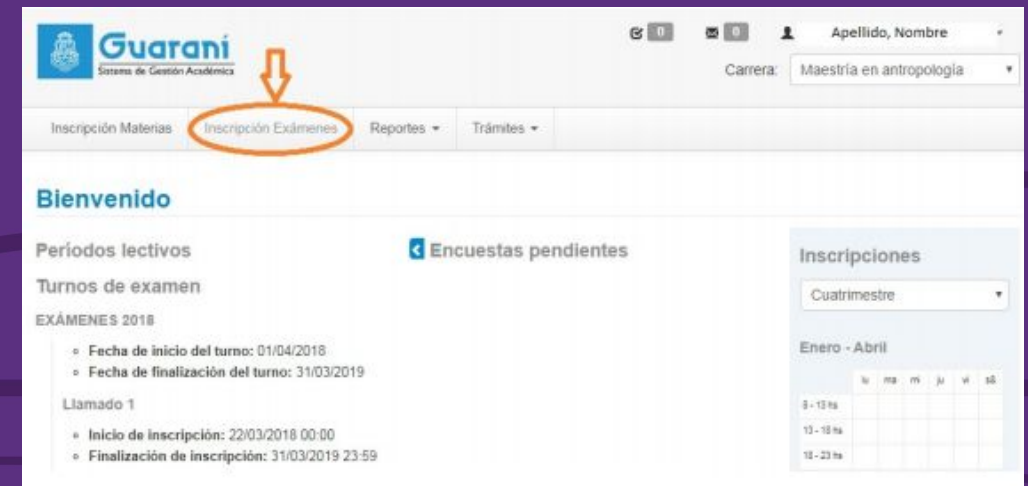 Guaraní
Sistema de Gestión Académica
0
0
Apellido, Nombre
Carrera:
Maestría en antropología
Inscripción Materias
Inscripción Exámenes
Reportes
Trámites
Bienvenido
Períodos lectivos
Turnos de examen
EXÁMENES 2018
Fecha de inicio del turno: 01/04/2018
Fecha de finalización del turno: 31/03/2019
Llamado 1
Inicio de inscripción: 22/03/2018 00:00
Finalización de inscripción: 31/03/2019 23:59
Encuestas pendientes
Inscripciones
Cuatrimestre
Enero - Abril
lu ma mi ju vi sá
8 - 13 hs
13 - 18 hs
18 - 23 hs